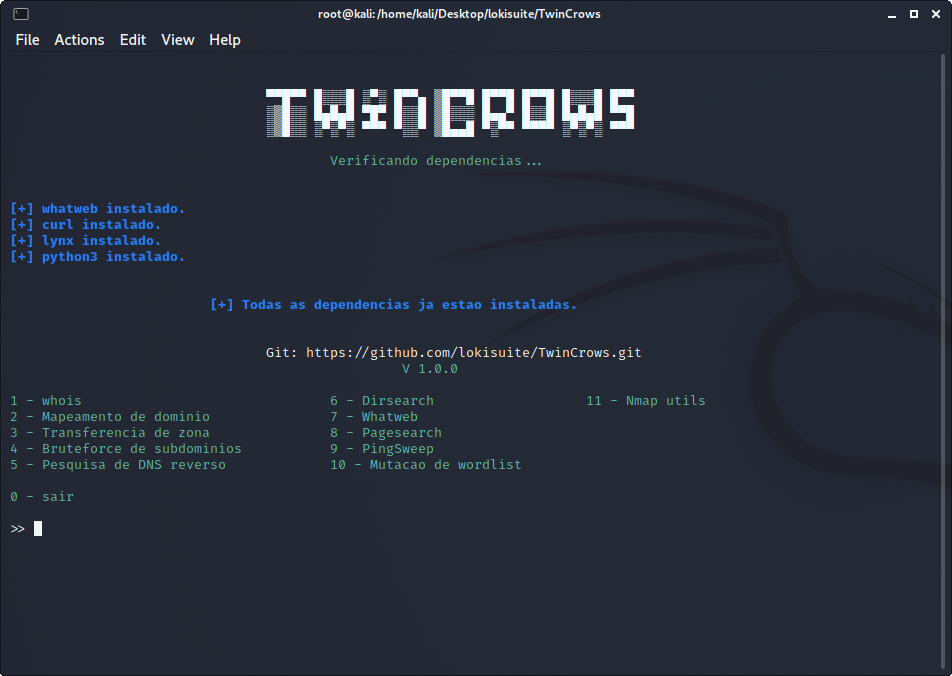 root@kali:/home/kali/Desktop/lokisuite/TwinCrows
File Actions Edit View Help
TWiNCROWS
Verificando dependencias...
[+] whatweb instalado.
[+] curl instalado.
[+] lynx instalado.
[+] python3 instalado.
[+] Todas as dependencias ja estao instaladas.
Git: https://github.com/lokisuite/TwinCrows.git
V 1.0.0
1 - whois 6 - Dirsearch 11 - Nmap utils
2 - Mapeamento de dominio 7 - Whatweb
3 - Transferencia de zona 8 - Pagesearch
4 - Bruteforce de subdominios 9 - PingSweep
5 - Pesquisa de DNS reverso 10 - Mutacao de wordlist
0 - sair
>>